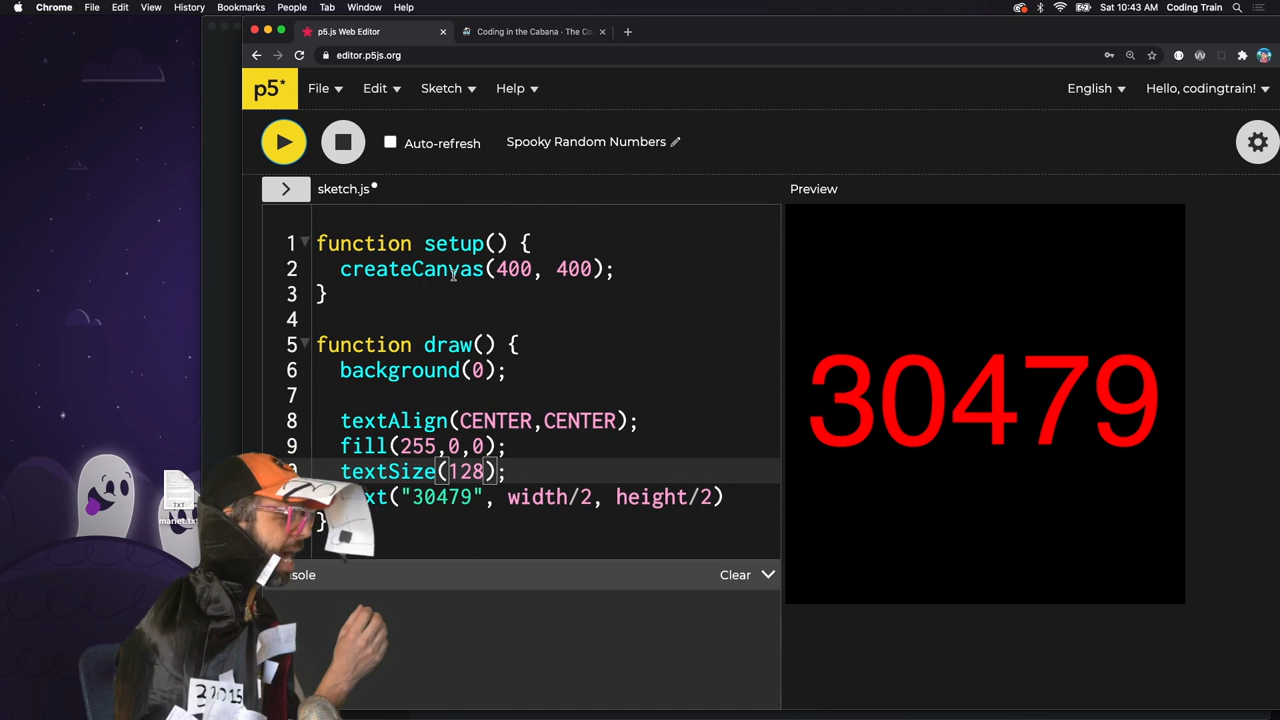 Chrome File Edit View History Bookmarks People Tab Window Help Sat 10:43 AM Coding Train
p5.js Web Editor Coding in the Cabana - The Co
editor.p5js.org
p5* File Edit Sketch Help English Hello, codingtrain!
Auto-refresh Spooky Random Numbers
sketch.js Preview
1 function setup() {
2 createCanvas(400, 400);
3 }
4
5 function draw() {
6 background(0);
7
8 textAlign(CENTER,CENTER);
9 fill(255,0,0);
textSize(128);
xt("30479", width/2, height/2)
}
30479
nsole Clear
TXT
manet.txt